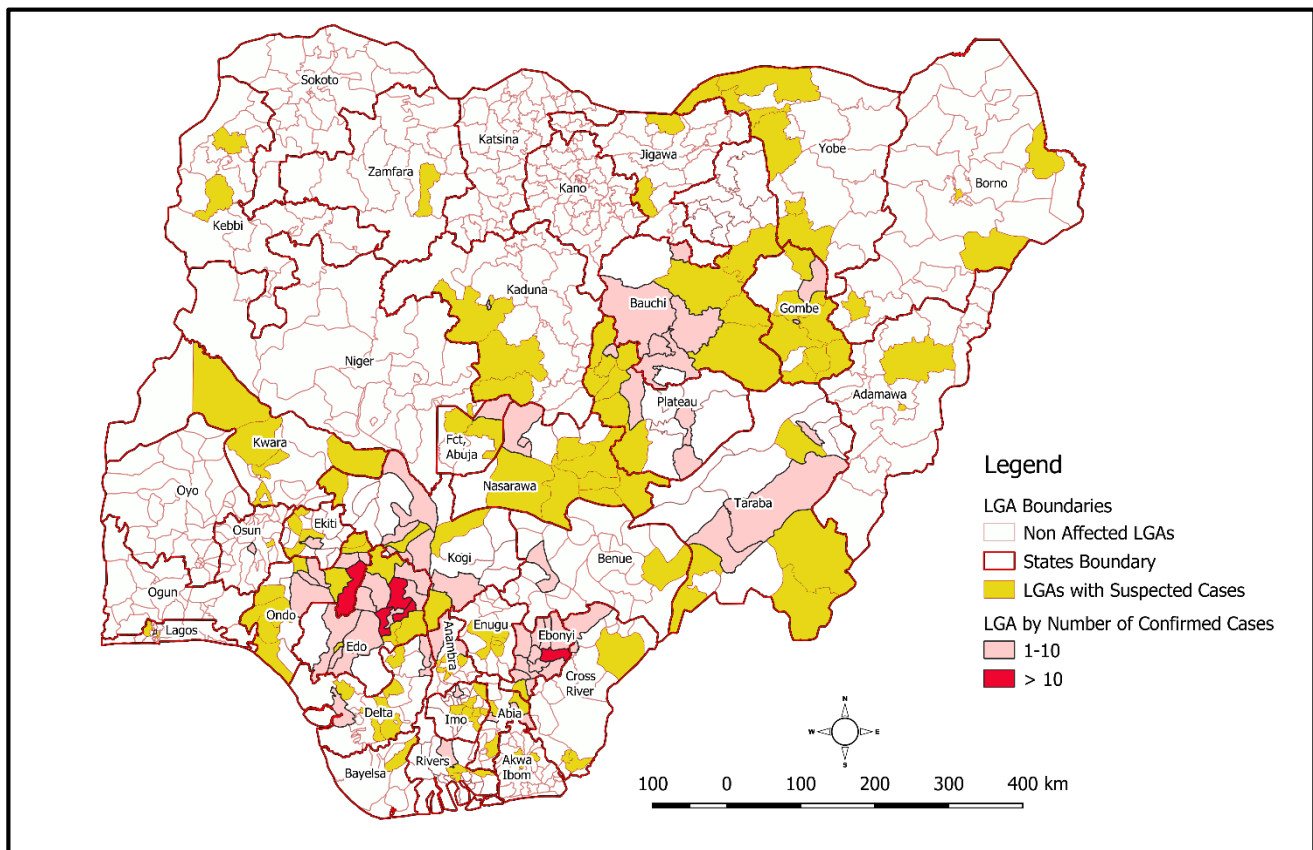 Sokoto
Katsina
Jigawa
Yobe
Zamfara
Kano
Borno
Kebbi
Kaduna
Bauchi
Gombe
Niger
Adamawa
Plateau
Fct,
Abuja
Kwara
Nasarawa
Oyo
Taraba
Osun
Ekiti
Kogi
Benue
Ogun
Lagos
Ondo
Edo
Anambra
Enugu
Ebonyi
Cross
River
Delta
Imo
Abia
Bayelsa
Rivers
Akwa
Ibom
N
W
E
S
100 0 100 200 300 400 km
Legend
LGA Boundaries
Non Affected LGAs
States Boundary
LGAs with Suspected Cases
LGA by Number of Confirmed Cases
1-10
> 10